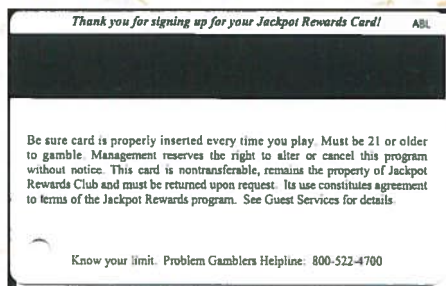 Thank you for signing up for your Jackpot Rewards Card! ABL
Be sure card is properly inserted every time you play. Must be 21 or older
to gamble. Management reserves the right to alter or cancel this program
without notice. This card is nontransferable, remains the property of Jackpot
Rewards Club and must be returned upon request. Its use constitutes agreement
to terms of the Jackpot Rewards program. See Guest Services for details.
Know your limit. Problem Gamblers Helpline: 800-522-4700